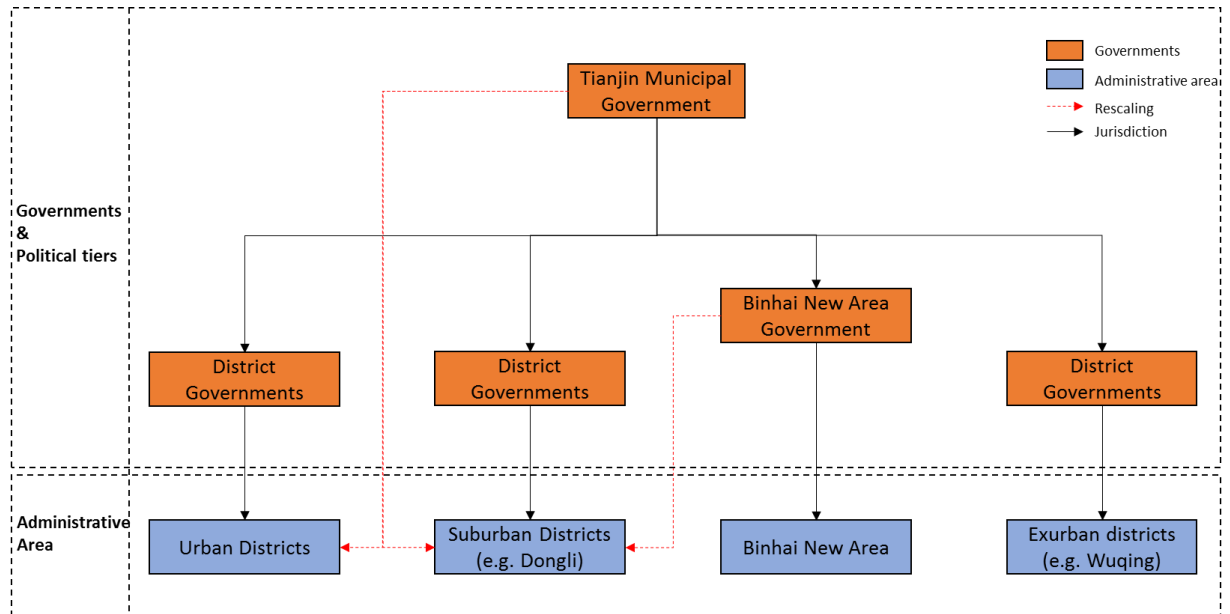 Governments
Administrative area
Rescaling
Jurisdiction
Tianjin Municipal
Government
Governments
&
Political tiers
Binhai New Area
Government
District
Governments
District
Governments
District
Governments
Administrative
Area
Urban Districts
Suburban Districts
(e.g. Dongli)
Binhai New Area
Exurban districts
(e.g. Wuqing)